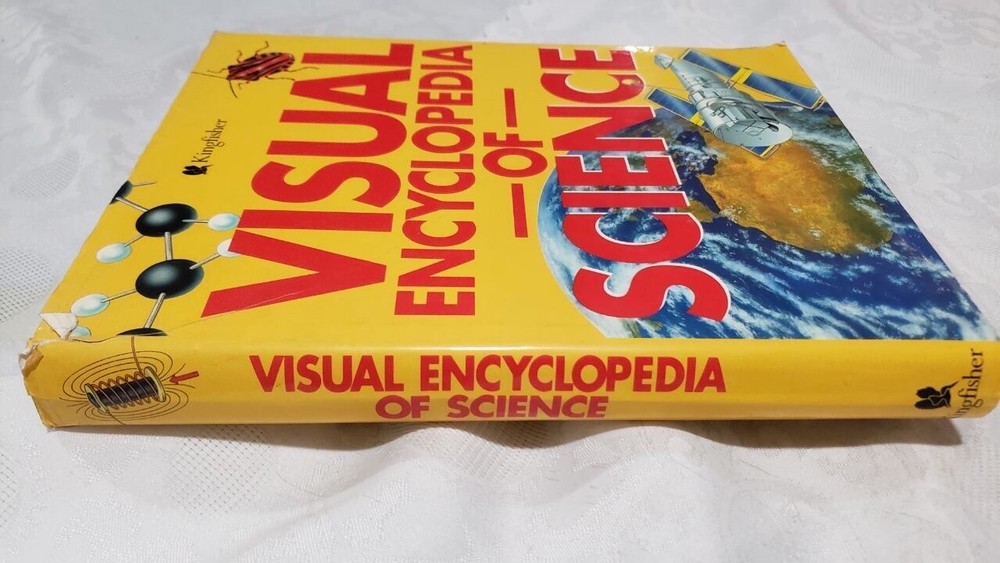 Kingfisher
VISUAL
ENCYCLOPEDIA
OF
SCIENCE
VISUAL ENCYCLOPEDIA
OF SCIENCE
Kingfisher